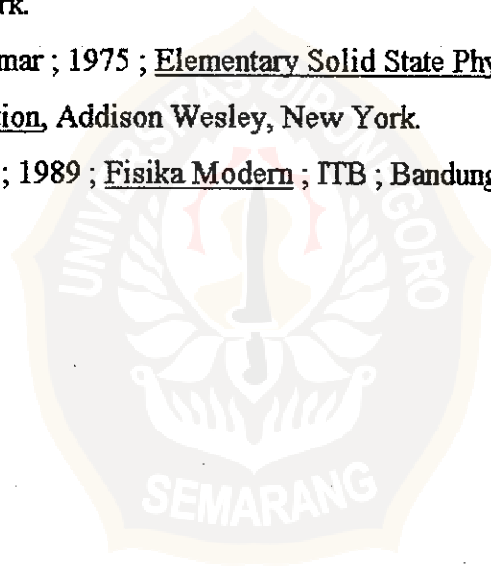 rk.
mar ; 1975 ; Elementary Solid State Phy
tion, Addison Wesley, New York.
; 1989 ; Fisika Modern ; ITB ; Bandung
UNIVERSITAS DIPONEGORO
SEMARANG